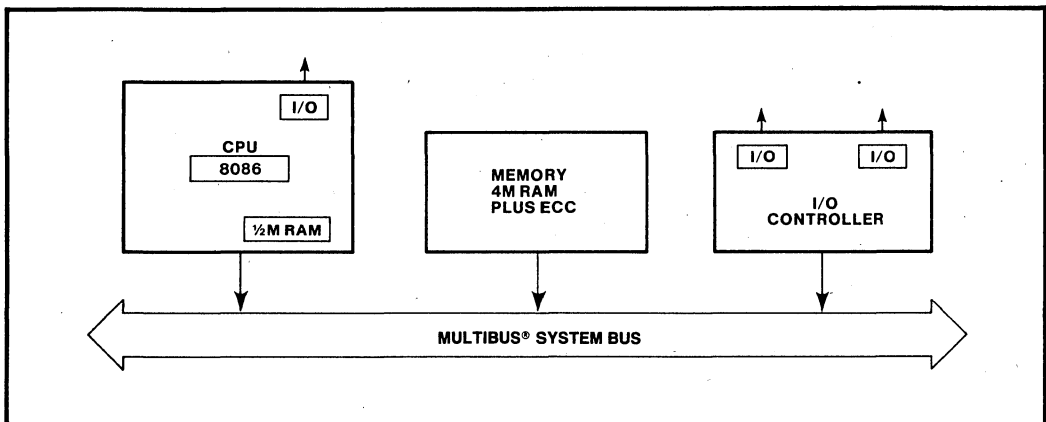 I/O
CPU
8086
½M RAM
MEMORY
4M RAM
PLUS ECC
I/O
I/O
I/O
CONTROLLER
MULTIBUS® SYSTEM BUS